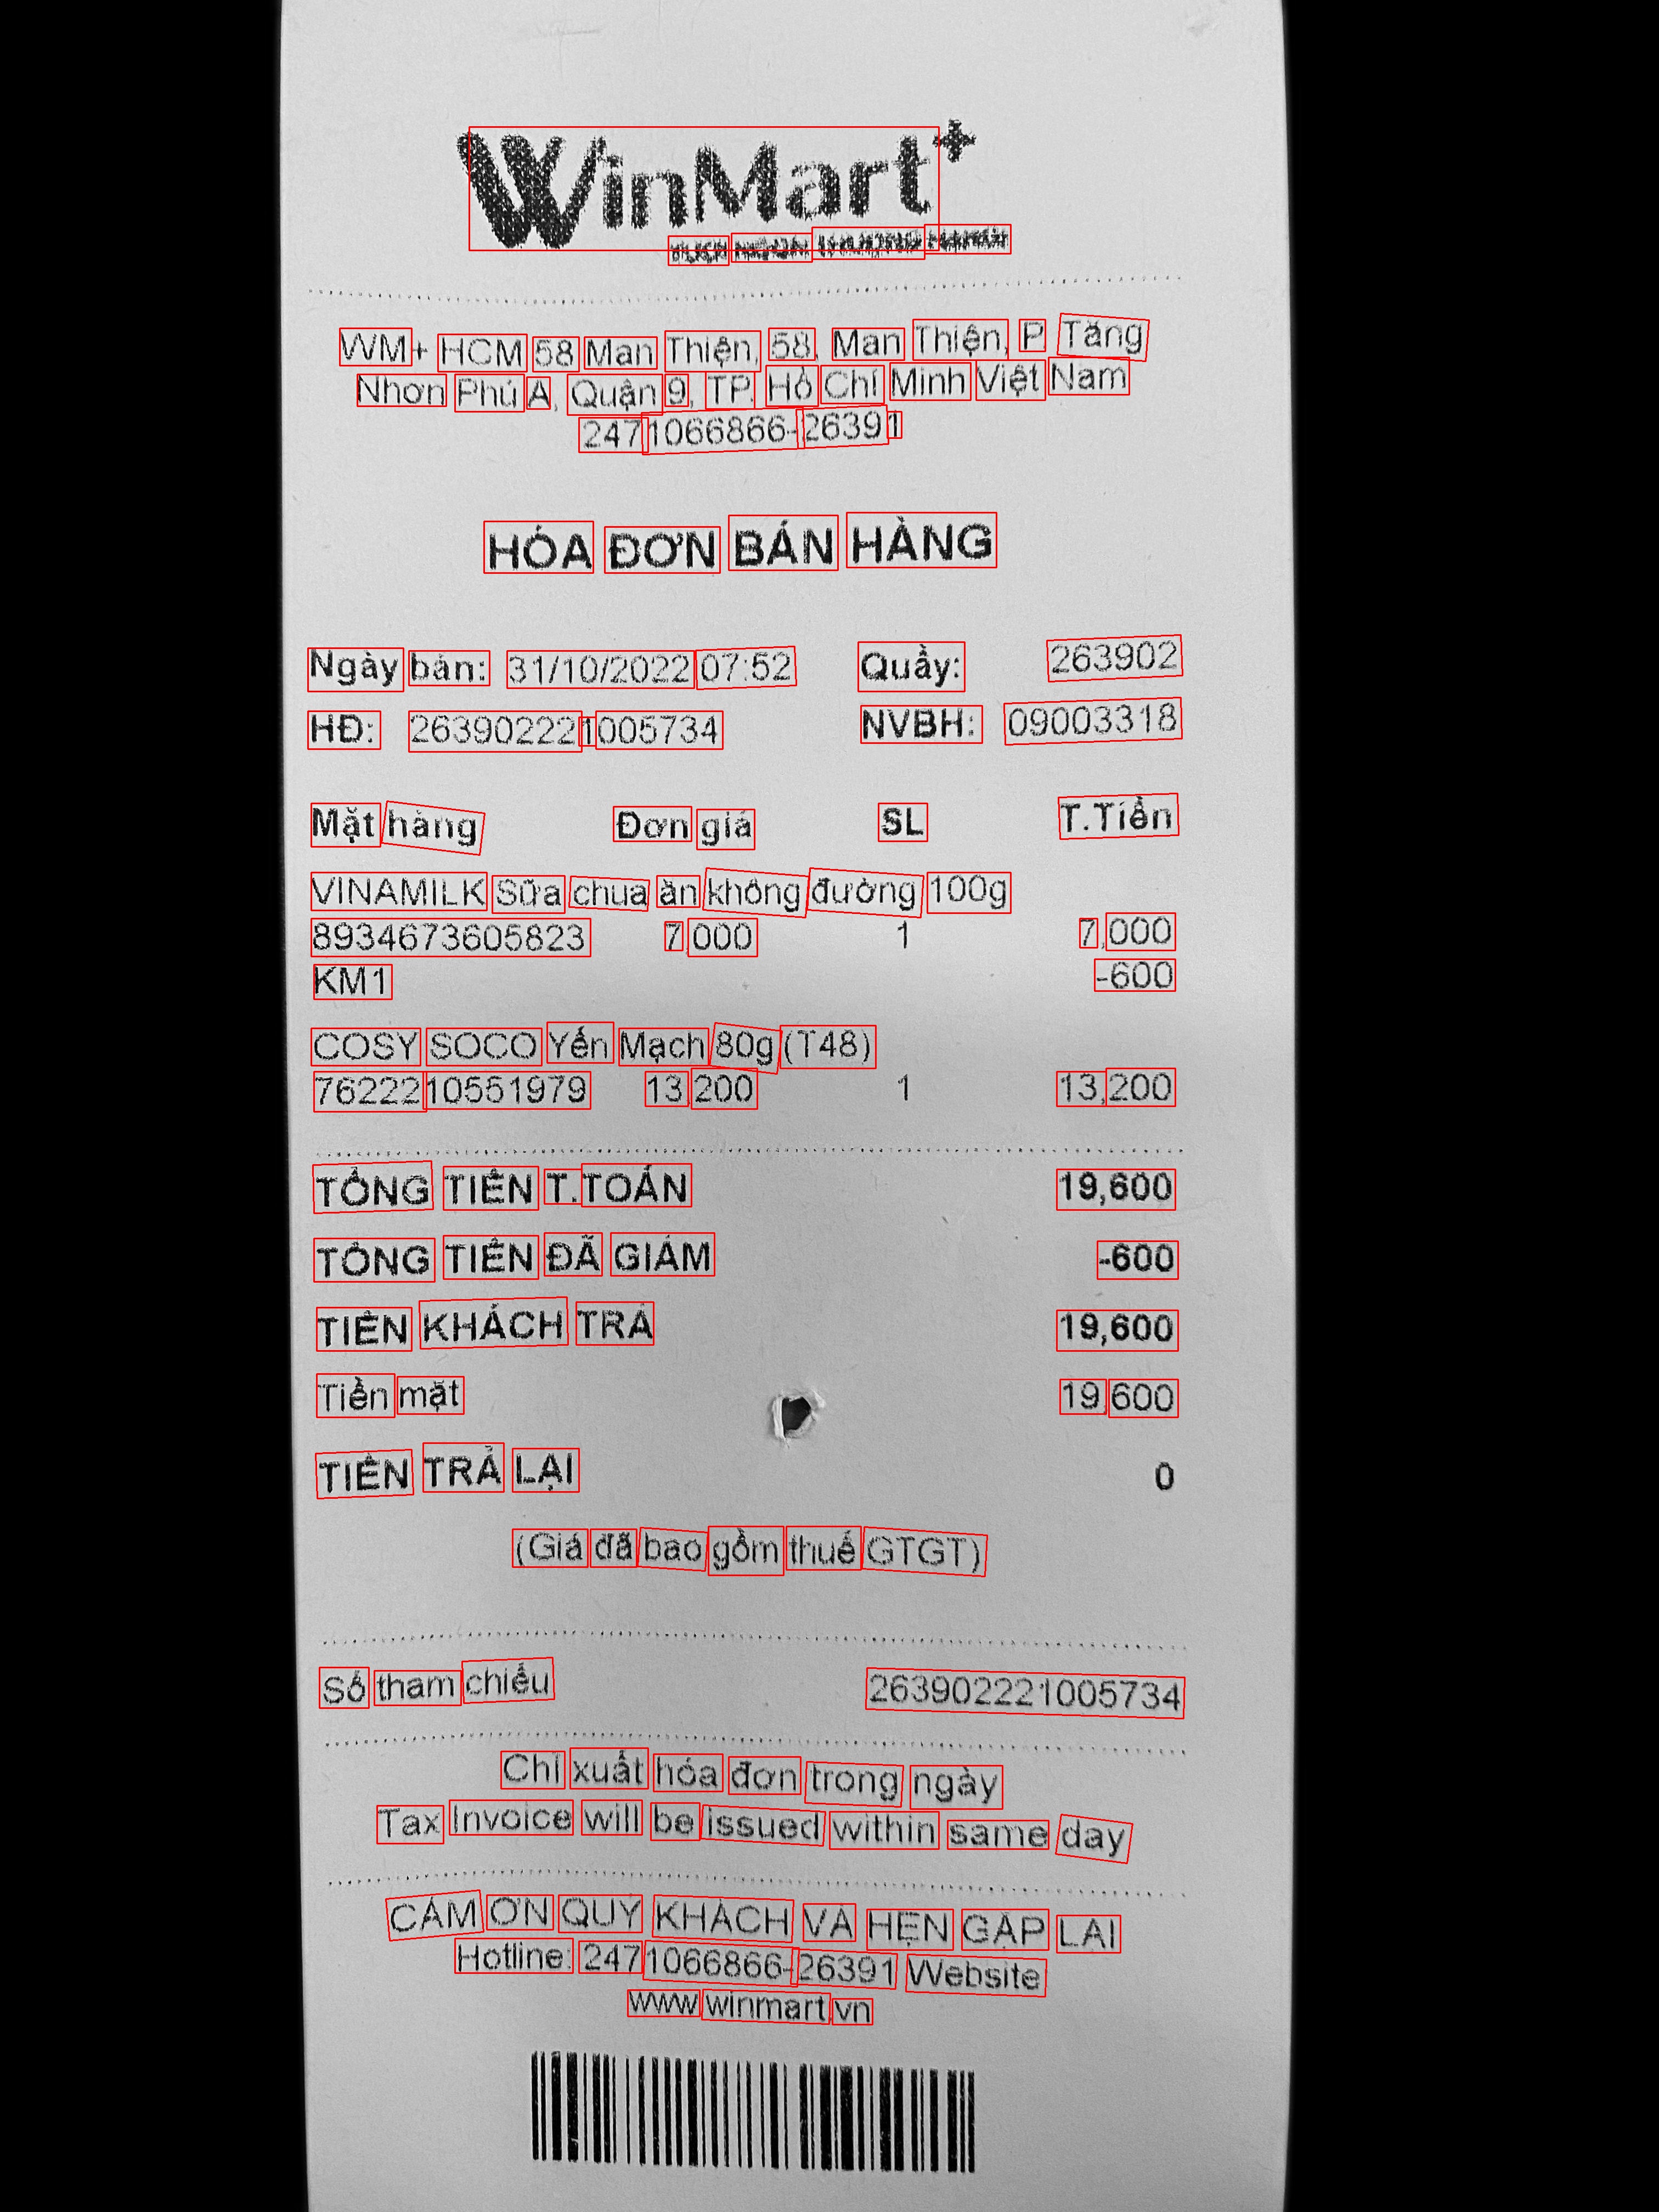 WinMart+
WM+ HCM 58 Man Thiện, 58, Man Thiện, P Tăng
Nhơn Phú A, Quận 9, TP. Hồ Chí Minh Việt Nam
2471066866-26391
HÓA ĐƠN BÁN HÀNG
Ngày bán: 31/10/2022 07:52 Quầy: 263902
HĐ: 263902221005734 NVBH: 09003318
Mặt hàng Đơn giá SL T.Tiền
VINAMILK Sữa chua ăn không đường 100g
8934673605823 7,000 1 7,000
KM1 -600
COSY SOCO Yến Mạch 80g (T48)
7622210551979 13,200 1 13,200
TỔNG TIỀN T.TOÁN 19,600
TỔNG TIỀN ĐÃ GIẢM -600
TIỀN KHÁCH TRẢ 19,600
Tiền mặt 19,600
TIỀN TRẢ LẠI 0
(Giá đã bao gồm thuế GTGT)
Số tham chiếu 263902221005734
Chỉ xuất hóa đơn trong ngày
Tax Invoice will be issued within same day
CẢM ƠN QUÝ KHÁCH VÀ HẸN GẶP LẠI
Hotline: 2471066866-26391 Website
www.winmart.vn